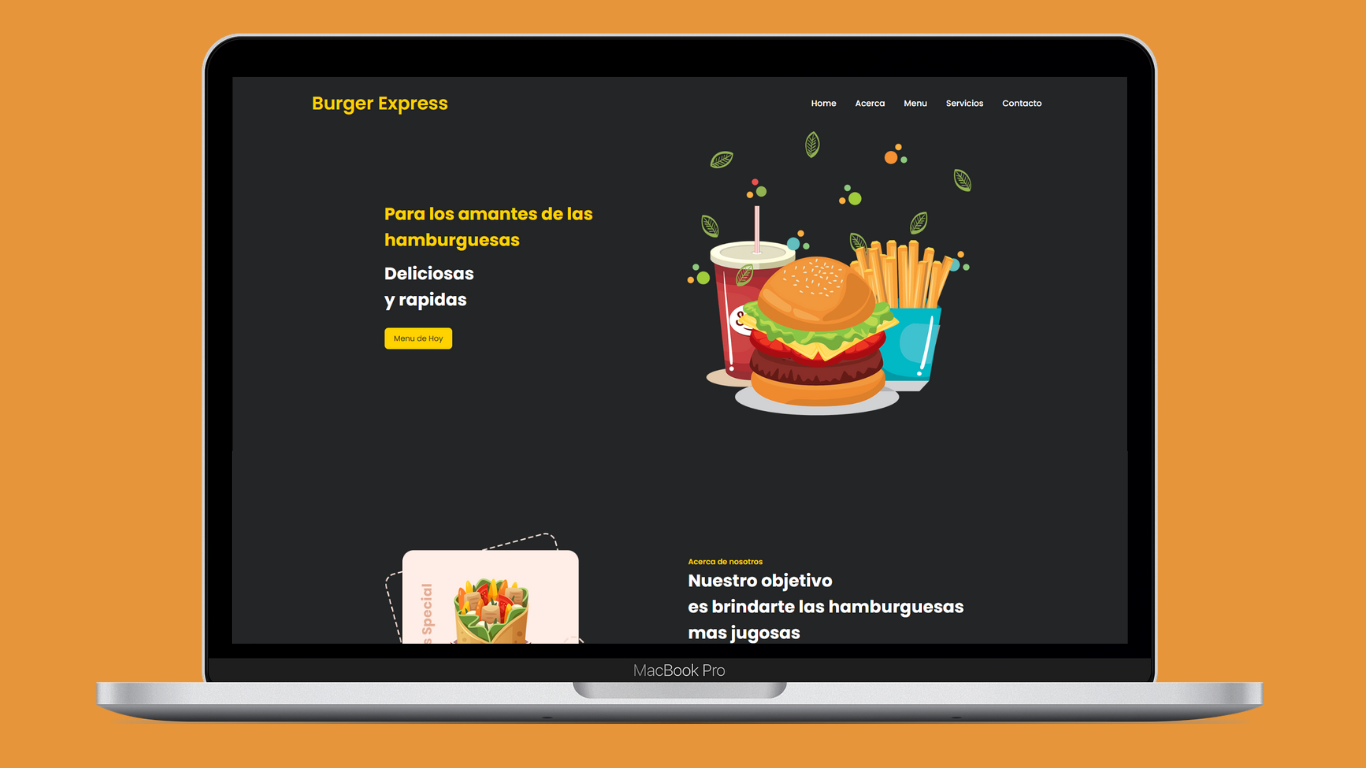 Burger Express
Home Acerca Menu Servicios Contacto
Para los amantes de las
hamburguesas
Deliciosas
y rapidas
Menu de Hoy
Acerca de nosotros
Nuestro objetivo
es brindarte las hamburguesas
mas jugosas
Special
MacBook Pro